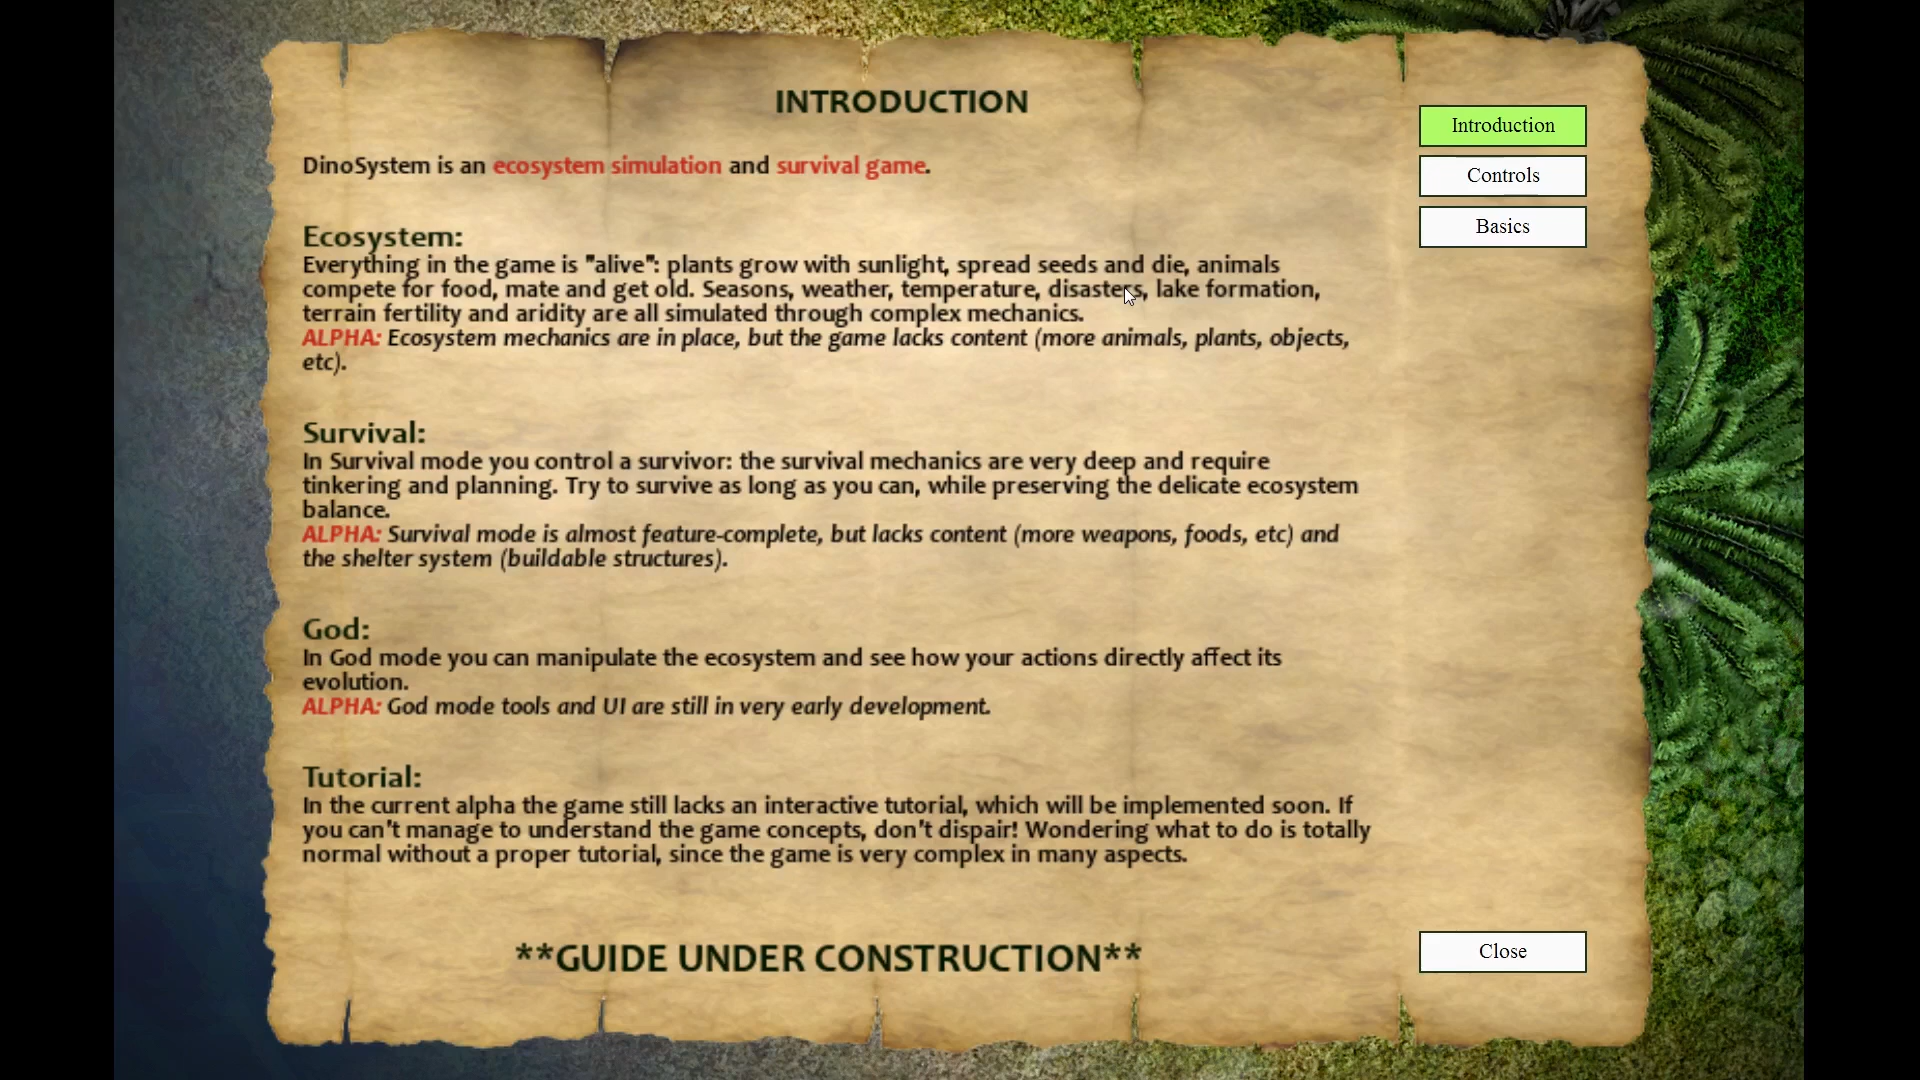 INTRODUCTION
DinoSystem is an ecosystem simulation and survival game.
Ecosystem:
Everything in the game is "alive": plants grow with sunlight, spread seeds and die, animals
compete for food, mate and get old. Seasons, weather, temperature, disasters, lake formation,
terrain fertility and aridity are all simulated through complex mechanics.
ALPHA: Ecosystem mechanics are in place, but the game lacks content (more animals, plants, objects,
etc).
Survival:
In Survival mode you control a survivor: the survival mechanics are very deep and require
tinkering and planning. Try to survive as long as you can, while preserving the delicate ecosystem
balance.
ALPHA: Survival mode is almost feature-complete, but lacks content (more weapons, foods, etc) and
the shelter system (buildable structures).
God:
In God mode you can manipulate the ecosystem and see how your actions directly affect its
evolution.
ALPHA: God mode tools and UI are still in very early development.
Tutorial:
In the current alpha the game still lacks an interactive tutorial, which will be implemented soon. If
you can't manage to understand the game concepts, don't dispair! Wondering what to do is totally
normal without a proper tutorial, since the game is very complex in many aspects.
**GUIDE UNDER CONSTRUCTION**
Introduction
Controls
Basics
Close